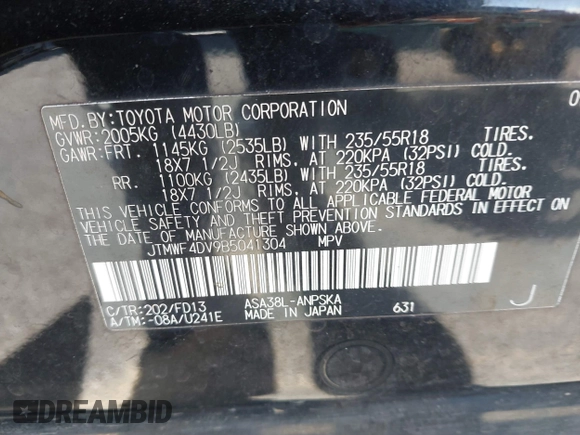 MFD.BY:TOYOTA MOTOR CORPORATION 0
GVWR:2005KG (4430LB)
GAWR:FRT. 1145KG (2535LB) WITH 235/55R18 TIRES.
18X7 1/2J RIMS. AT 220KPA (32PSI) COLD.
RR. 1100KG (2435LB) WITH 235/55R18 TIRES.
18X7 1/2J RIMS. AT 220KPA (32PSI) COLD.
THIS VEHICLE CONFORMS TO ALL APPLICABLE FEDERAL MOTOR
VEHICLE SAFETY AND THEFT PREVENTION STANDARDS IN EFFECT ON
THE DATE OF MANUFACTURE SHOWN ABOVE.
JTMWF4DV9B5041304 MPV
C/TR:202/FD13 ASA38L-ANPSKA
A/TM:-08A/U241E MADE IN JAPAN 631 J
DREAMBID